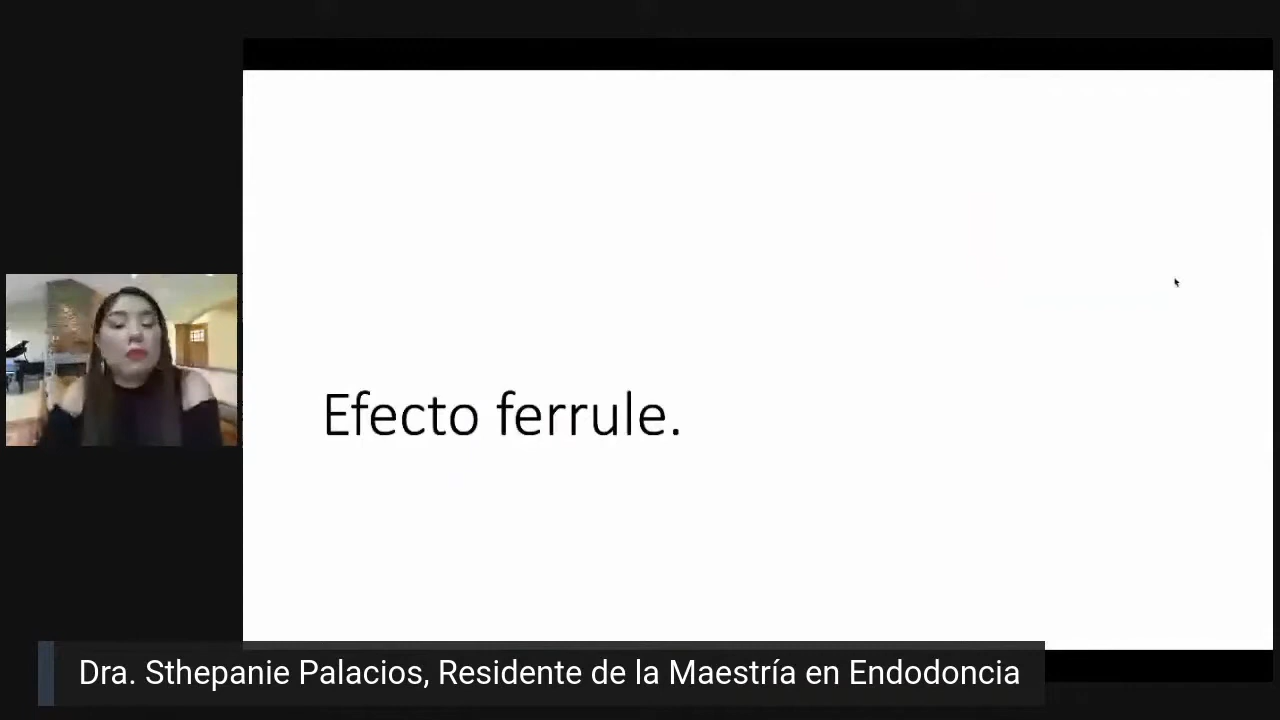 Efecto ferrule.
Dra. Sthepanie Palacios, Residente de la Maestría en Endodoncia